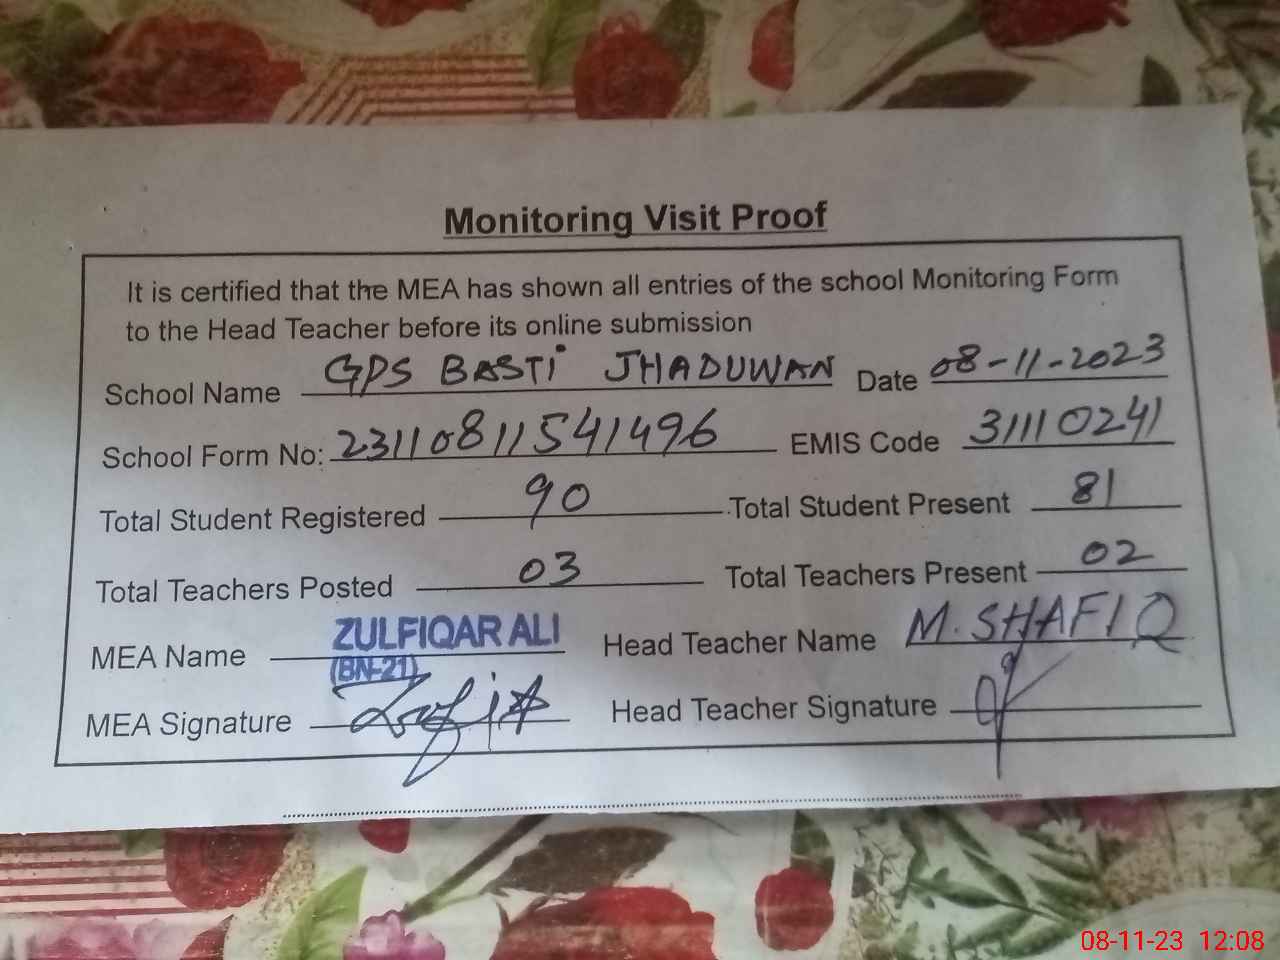 Monitoring Visit Proof
It is certified that the MEA has shown all entries of the school Monitoring Form
to the Head Teacher before its online submission
School Name GPS BASTI JHADUWAN Date 08-11-2023
School Form No: 23110811541496 EMIS Code 31110241
Total Student Registered 90 Total Student Present 81
Total Teachers Posted 03 Total Teachers Present 02
MEA Name ZULFIQAR ALI Head Teacher Name M. SHAFIQ
(BN-21)
MEA Signature Head Teacher Signature
08-11-23 12:08